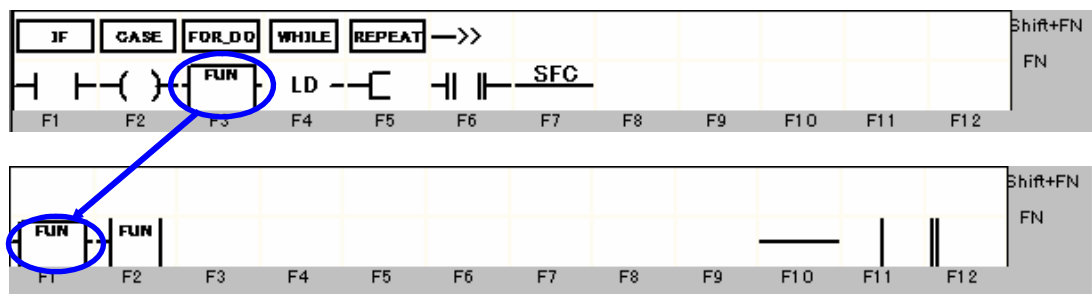 IF CASE FOR_DO WHILE REPEAT —>> Shift+FN
FUN LD SFC FN
F1 F2 F3 F4 F5 F6 F7 F8 F9 F10 F11 F12
Shift+FN
FUN FUN FN
F1 F2 F3 F4 F5 F6 F7 F8 F9 F10 F11 F12